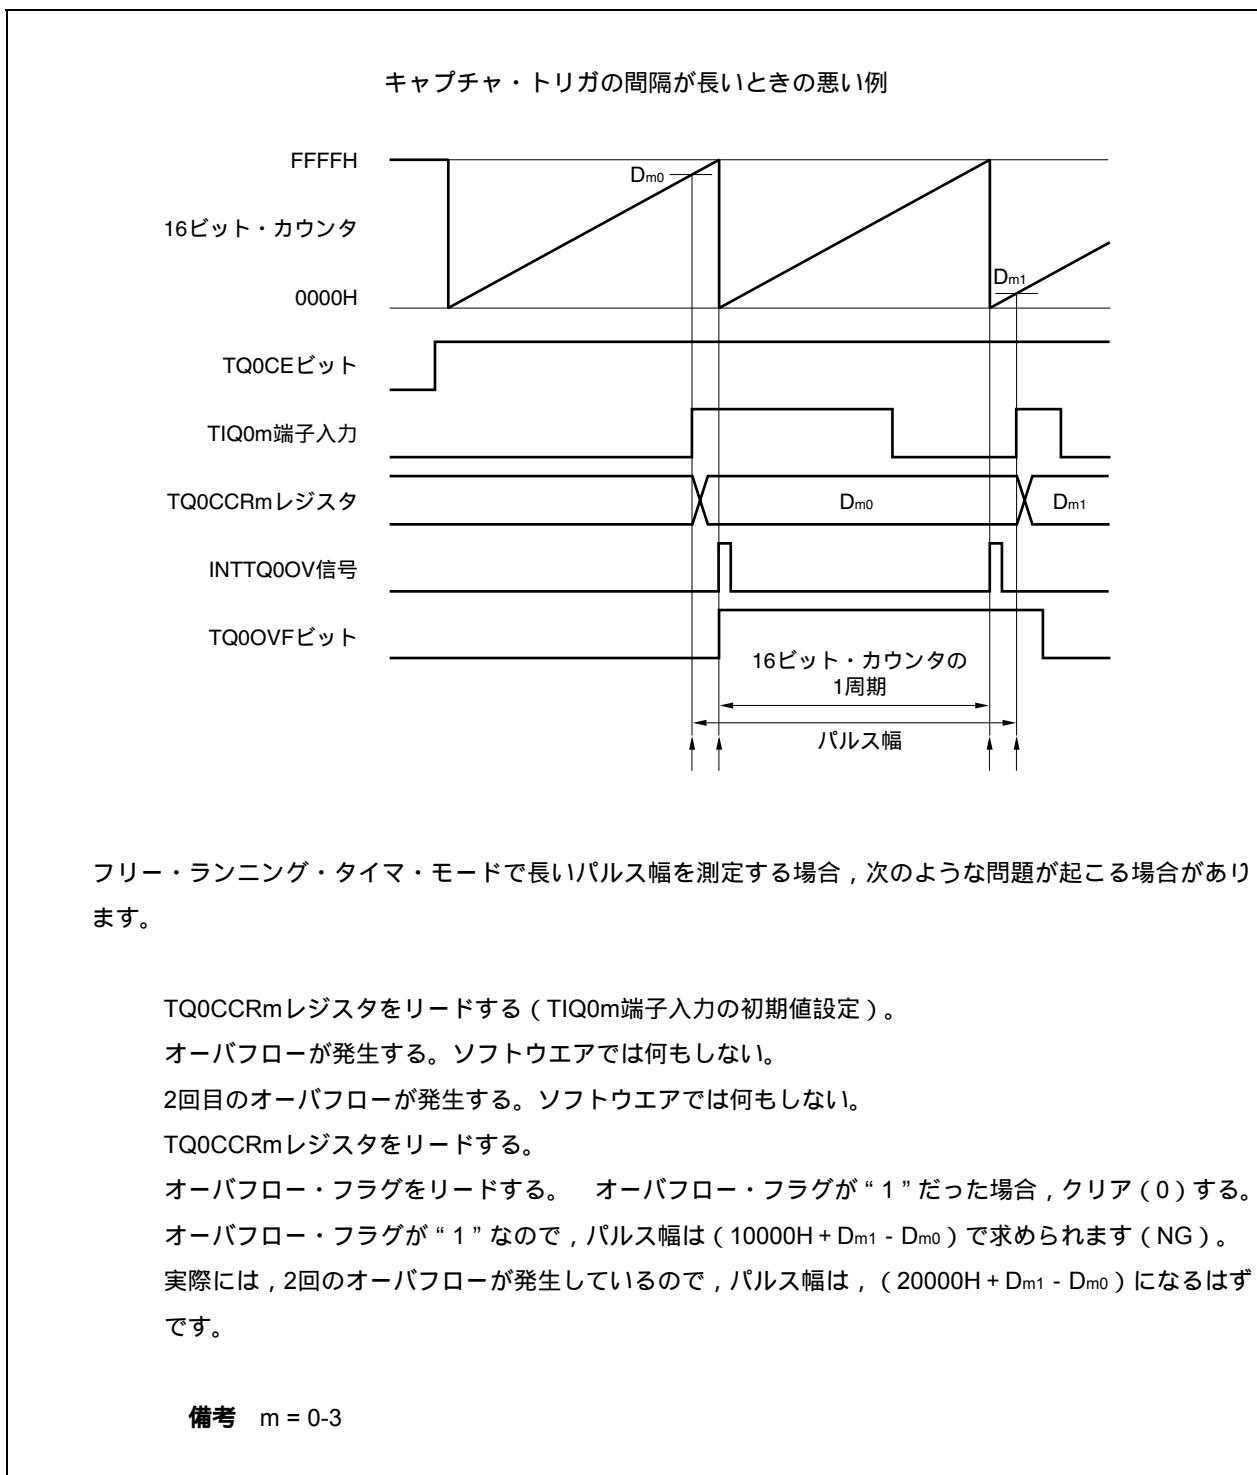 キャプチャ・トリガの間隔が長いときの悪い例
FFFFH
Dm0
16ビット・カウンタ
Dm1
0000H
TQ0CEビット
TIQ0m端子入力
TQ0CCRmレジスタ
Dm0
Dm1
INTTQ0OV信号
TQ0OVFビット
16ビット・カウンタの
1周期
パルス幅
フリー・ランニング・タイマ・モードで長いパルス幅を測定する場合，次のような問題が起こる場合があり
ます。
TQ0CCRmレジスタをリードする（TIQ0m端子入力の初期値設定）。
オーバフローが発生する。ソフトウエアでは何もしない。
2回目のオーバフローが発生する。ソフトウエアでは何もしない。
TQ0CCRmレジスタをリードする。
オーバフロー・フラグをリードする。　オーバフロー・フラグが“1”だった場合，クリア（0）する。
オーバフロー・フラグが“1”なので，パルス幅は（10000H + Dm1 - Dm0）で求められます（NG）。
実際には，2回のオーバフローが発生しているので，パルス幅は，（20000H + Dm1 - Dm0）になるはず
です。
備考　m = 0-3